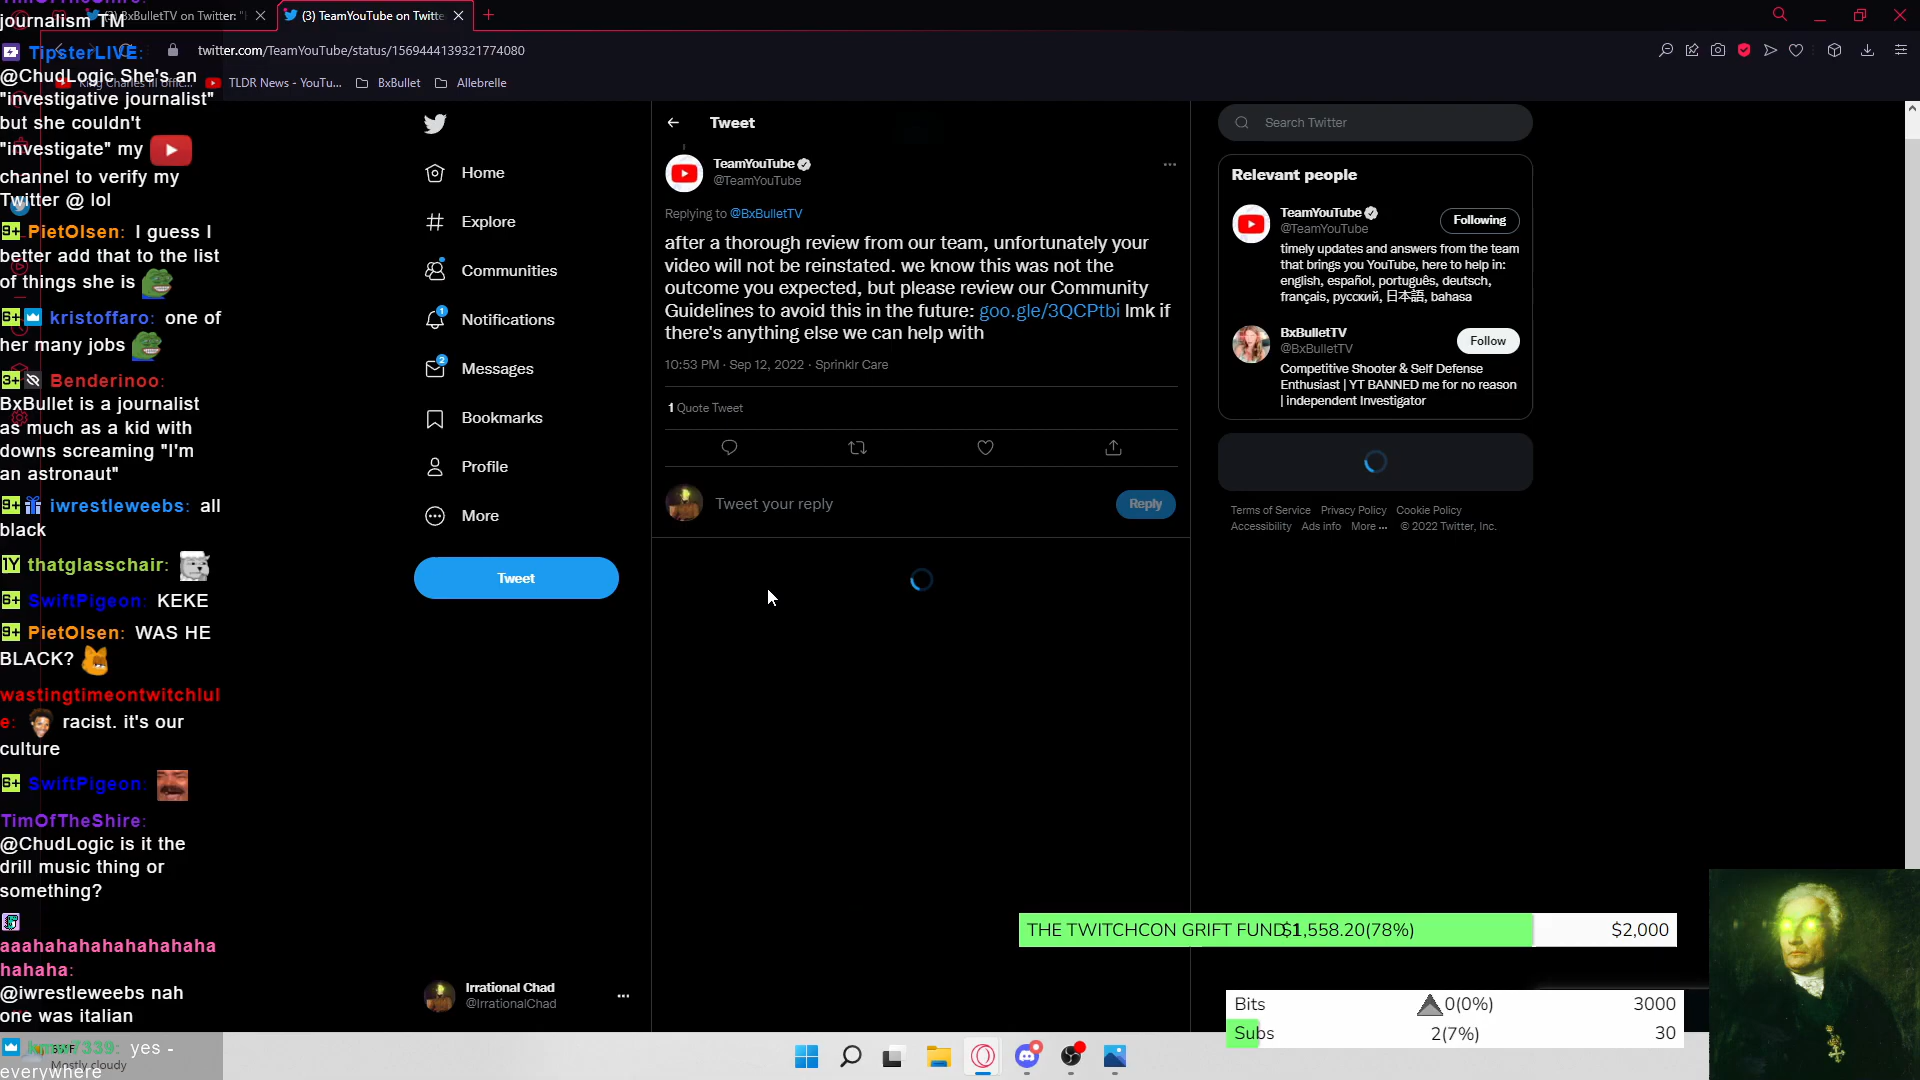 journalism TM
TipsterLIVE:
@ChudLogic She's an
"investigative journalist"
but she couldn't
"investigate" my
channel to verify my
Twitter @ lol
9+ PietOlsen: I guess I
better add that to the list
of things she is
6+ kristoffaro: one of
her many jobs
3+ Benderinoo:
BxBullet is a journalist
as much as a kid with
downs screaming "I'm
an astronaut"
9+ iwrestleweebs: all
black
1Y thatglasschair:
6+ SwiftPigeon: KEKE
9+ PietOlsen: WAS HE
BLACK?
wastingtimeontwitchlul
e: racist. it's our
culture
6+ SwiftPigeon:
TimOfTheShire:
@ChudLogic is it the
drill music thing or
something?
aaahahahahahahahaha
hahaha:
@iwrestleweebs nah
one was italian
yes -
everywhere
Mostly cloudy
BxBulletTV on Twitter: "
(3) TeamYouTube on Twitte
twitter.com/TeamYouTube/status/1569444139321774080
TLDR News - YouTu...
BxBullet
Allebrelle
Home
Explore
Communities
1
Notifications
2
Messages
Bookmarks
Profile
More
Tweet
Irrational Chad
@IrrationalChad
Tweet
TeamYouTube
@TeamYouTube
Replying to @BxBulletTV
after a thorough review from our team, unfortunately your
video will not be reinstated. we know this was not the
outcome you expected, but please review our Community
Guidelines to avoid this in the future: goo.gle/3QCPtbi lmk if
there's anything else we can help with
10:53 PM · Sep 12, 2022 · Sprinklr Care
1 Quote Tweet
Tweet your reply
Reply
Search Twitter
Relevant people
TeamYouTube
@TeamYouTube
Following
timely updates and answers from the team
that brings you YouTube, here to help in:
english, español, português, deutsch,
français, русский, 日本語, bahasa
BxBulletTV
@BxBulletTV
Follow
Competitive Shooter & Self Defense
Enthusiast | YT BANNED me for no reason
| independent Investigator
Terms of Service Privacy Policy Cookie Policy
Accessibility Ads info More ... © 2022 Twitter, Inc.
THE TWITCHCON GRIFT FUND $1,558.20(78%) $2,000
Bits 0(0%) 3000
Subs 2(7%) 30